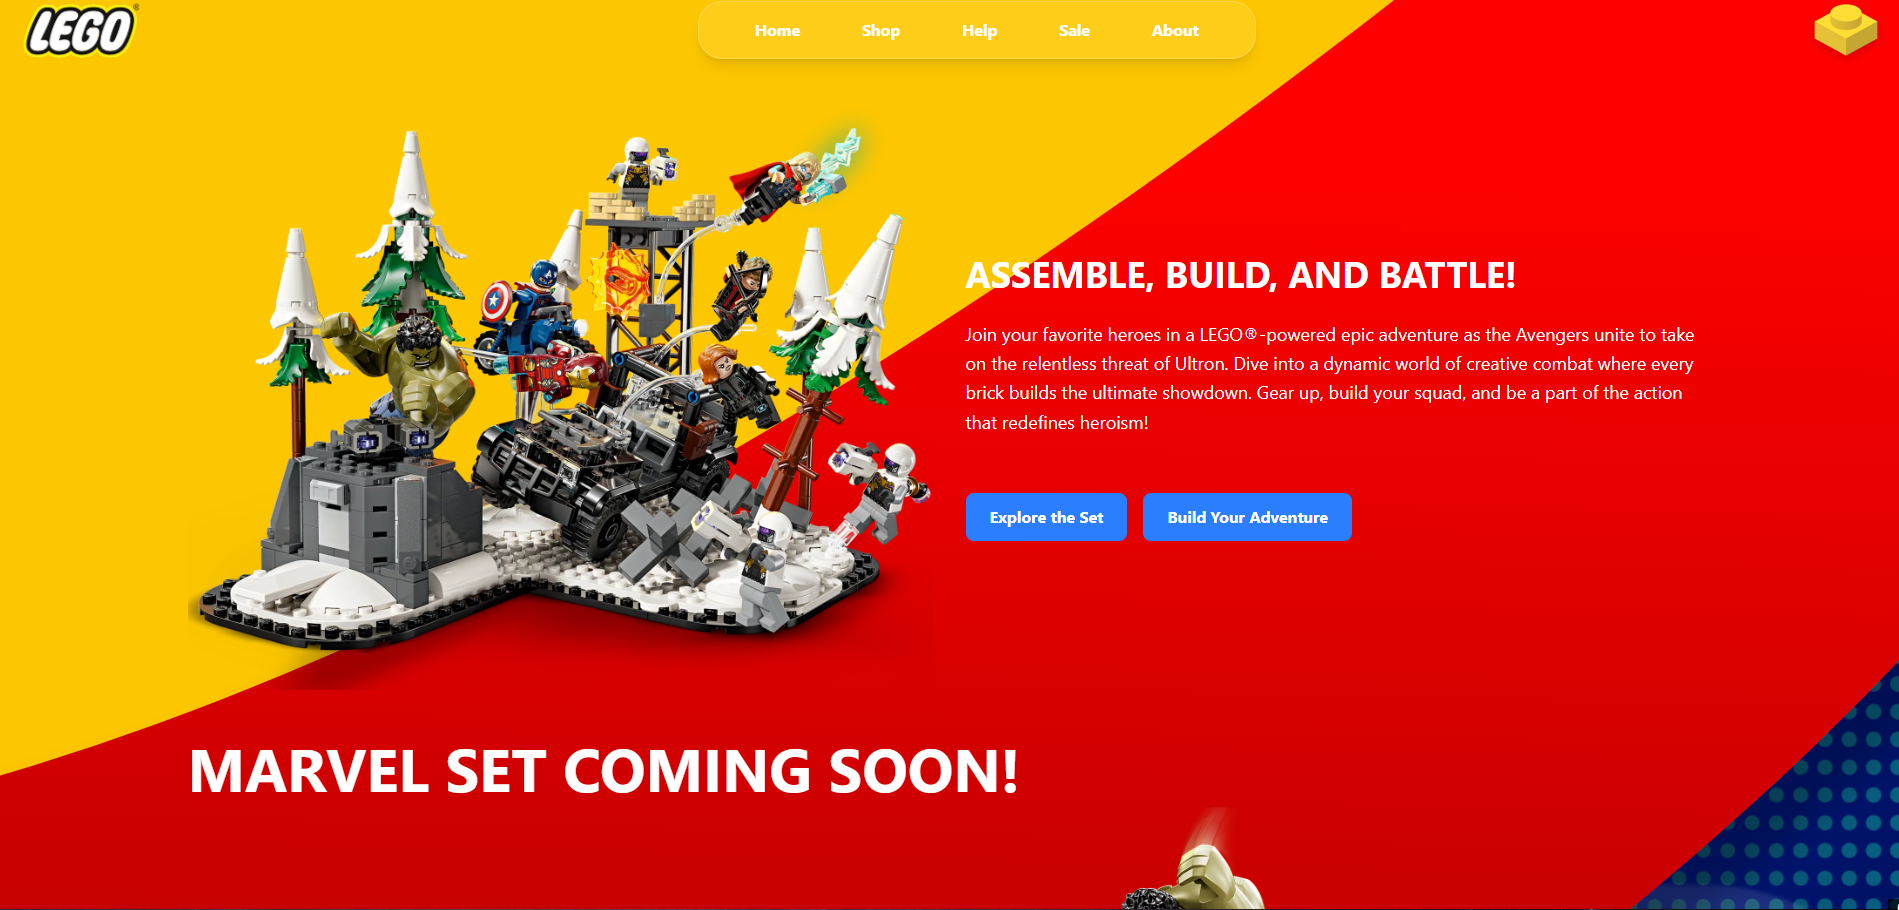 LEGO®
Home Shop Help Sale About
ASSEMBLE, BUILD, AND BATTLE!
Join your favorite heroes in a LEGO®-powered epic adventure as the Avengers unite to take
on the relentless threat of Ultron. Dive into a dynamic world of creative combat where every
brick builds the ultimate showdown. Gear up, build your squad, and be a part of the action
that redefines heroism!
Explore the Set Build Your Adventure
MARVEL SET COMING SOON!